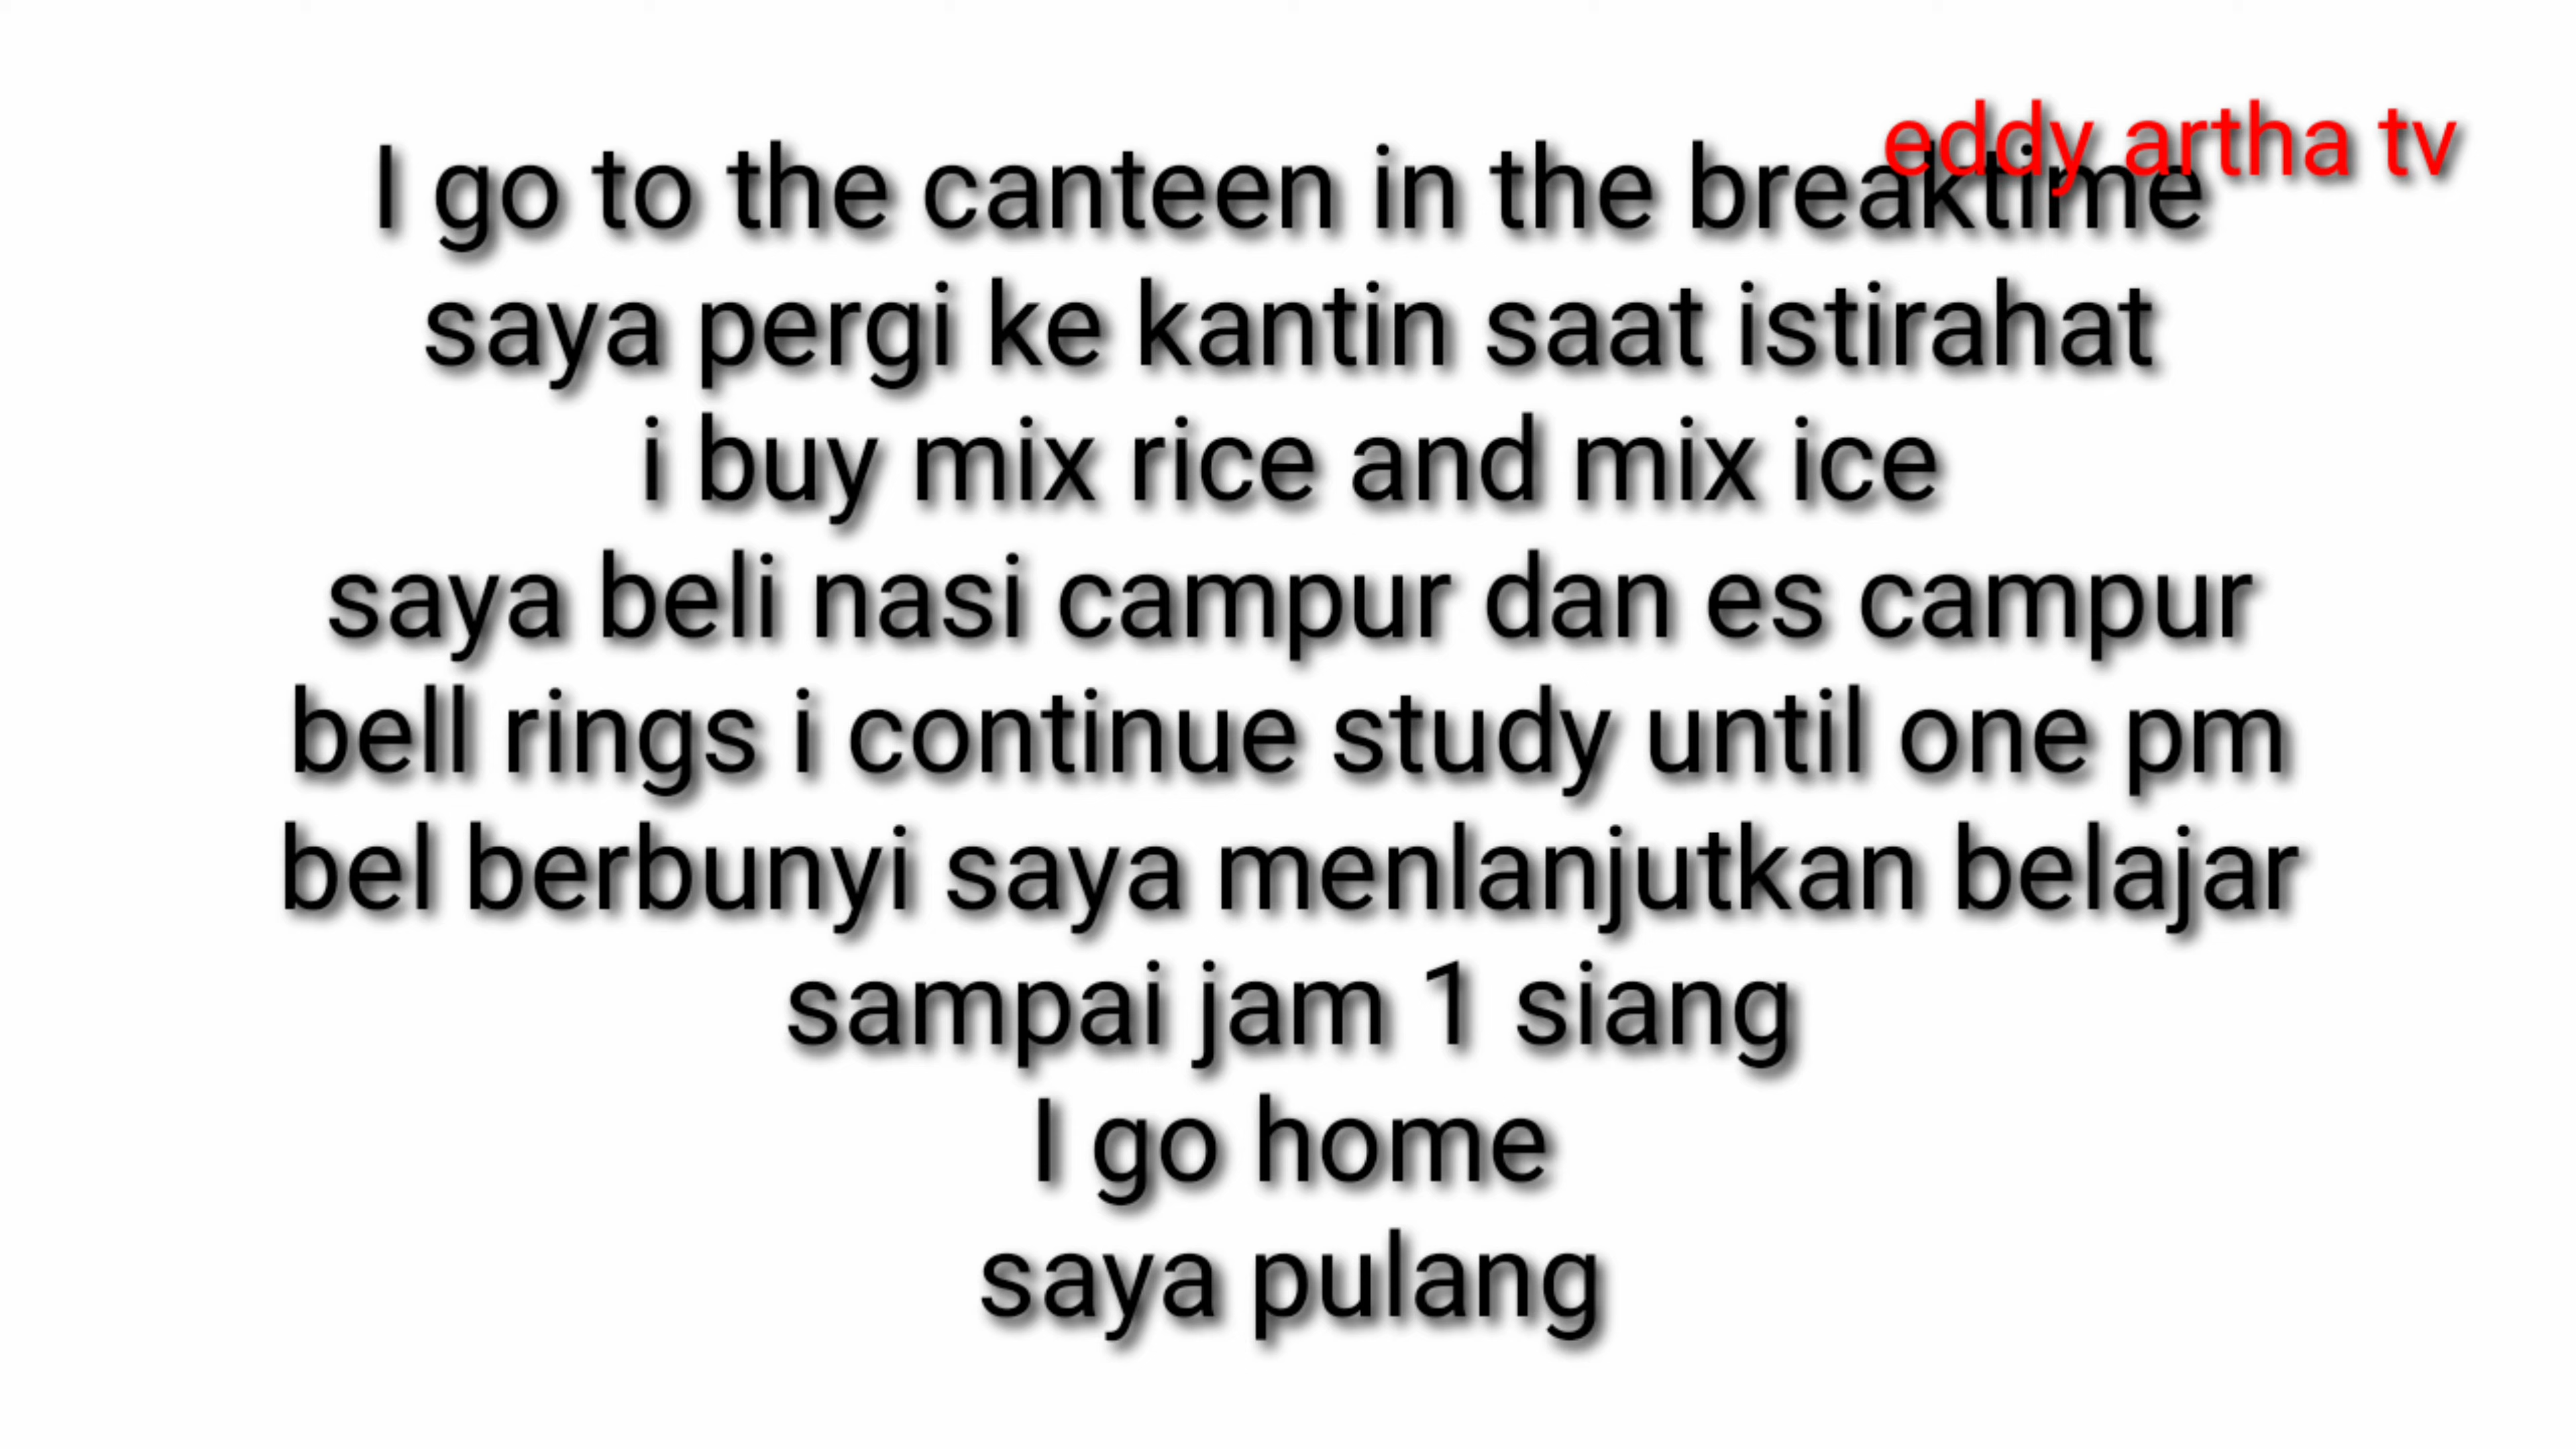 eddy artha tv
I go to the canteen in the breaktime
saya pergi ke kantin saat istirahat
i buy mix rice and mix ice
saya beli nasi campur dan es campur
bell rings i continue study until one pm
bel berbunyi saya menlanjutkan belajar
sampai jam 1 siang
I go home
saya pulang